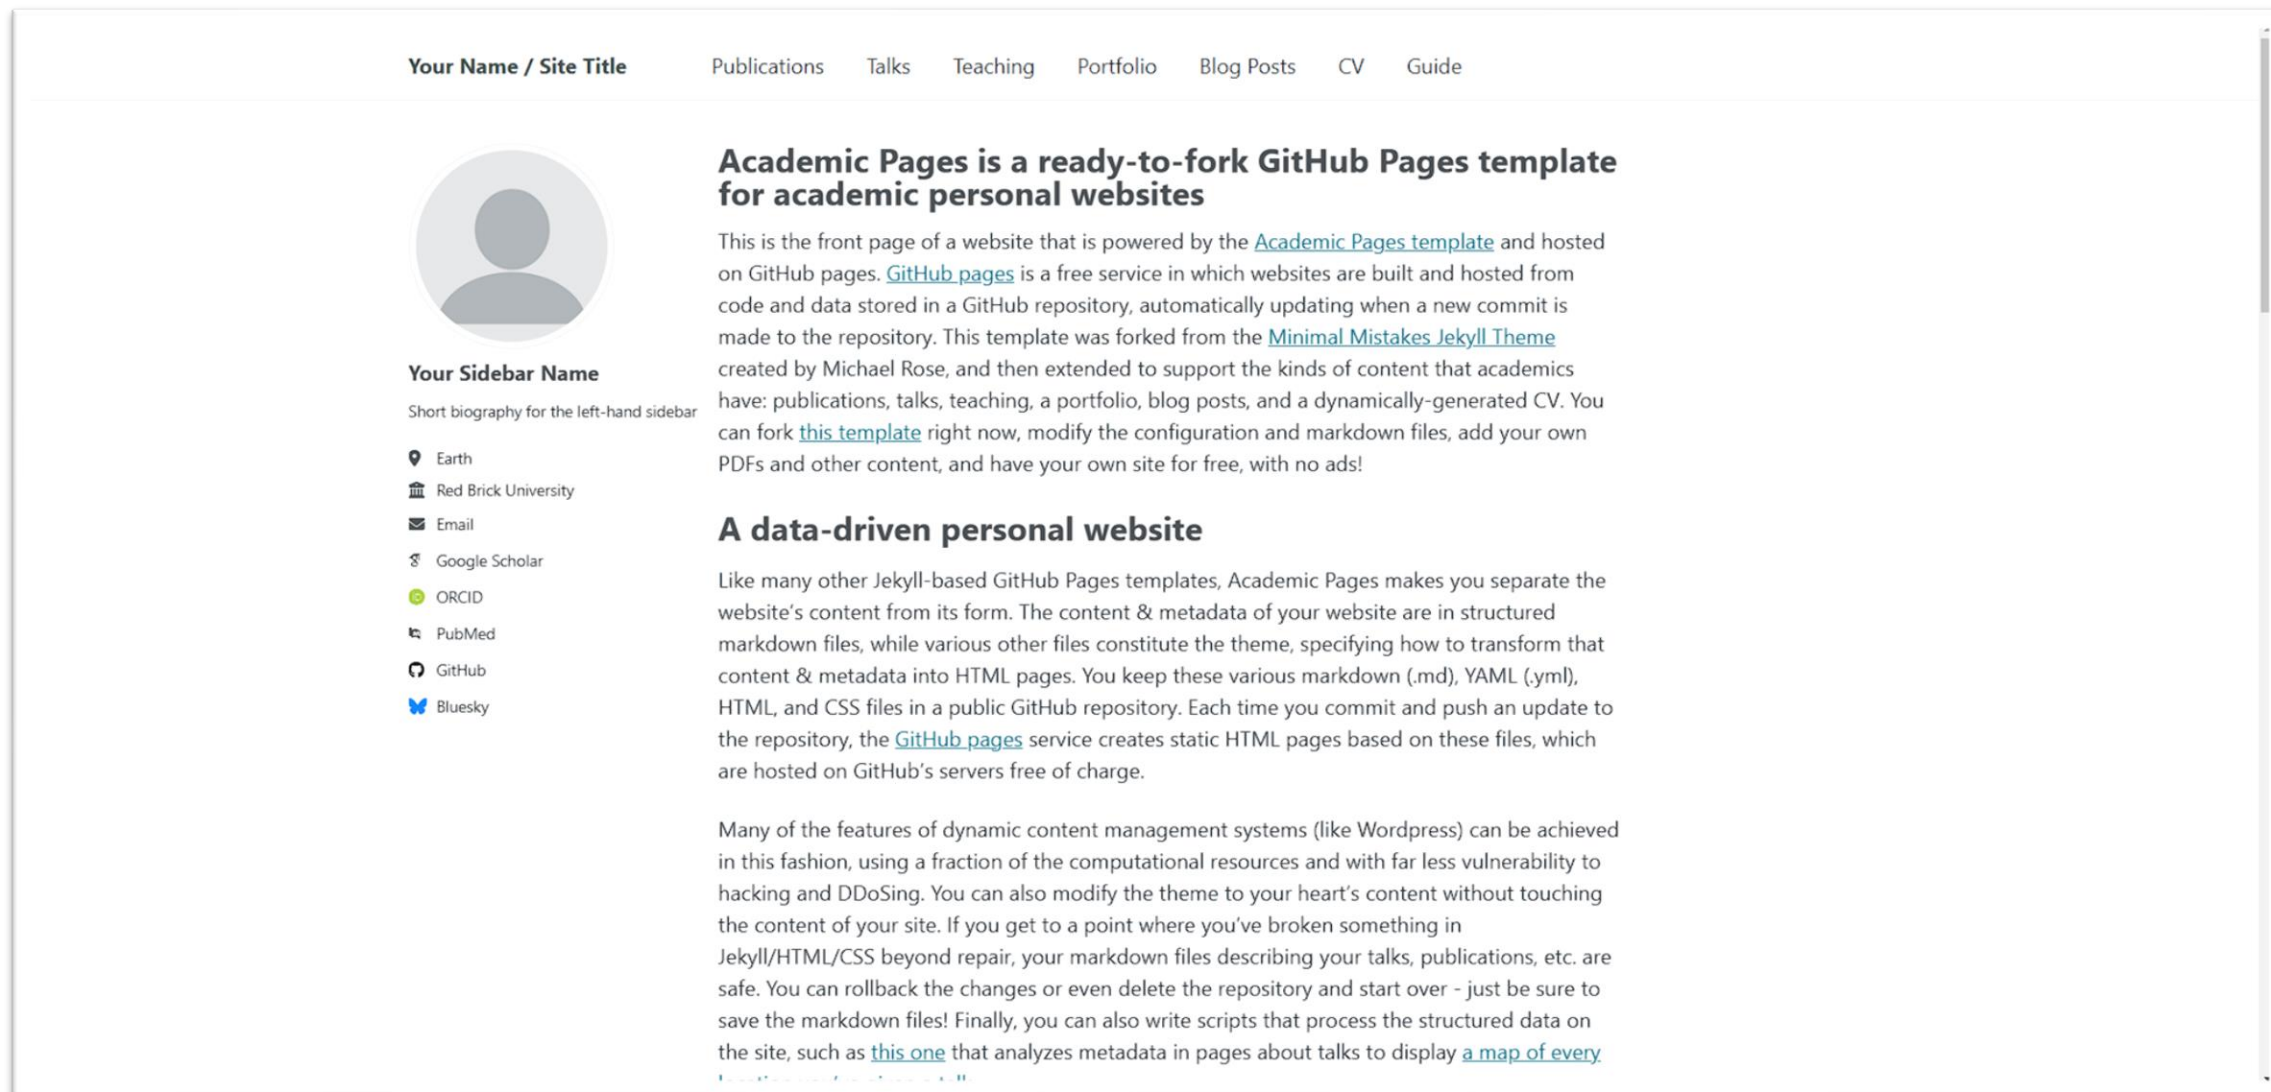 Your Name / Site Title
Publications
Talks
Teaching
Portfolio
Blog Posts
CV
Guide
Your Sidebar Name
Short biography for the left-hand sidebar
Earth
Red Brick University
Email
Google Scholar
ORCID
PubMed
GitHub
Bluesky
Academic Pages is a ready-to-fork GitHub Pages template
for academic personal websites
This is the front page of a website that is powered by the Academic Pages template and hosted
on GitHub pages. GitHub pages is a free service in which websites are built and hosted from
code and data stored in a GitHub repository, automatically updating when a new commit is
made to the repository. This template was forked from the Minimal Mistakes Jekyll Theme
created by Michael Rose, and then extended to support the kinds of content that academics
have: publications, talks, teaching, a portfolio, blog posts, and a dynamically-generated CV. You
can fork this template right now, modify the configuration and markdown files, add your own
PDFs and other content, and have your own site for free, with no ads!
A data-driven personal website
Like many other Jekyll-based GitHub Pages templates, Academic Pages makes you separate the
website's content from its form. The content & metadata of your website are in structured
markdown files, while various other files constitute the theme, specifying how to transform that
content & metadata into HTML pages. You keep these various markdown (.md), YAML (.yml),
HTML, and CSS files in a public GitHub repository. Each time you commit and push an update to
the repository, the GitHub pages service creates static HTML pages based on these files, which
are hosted on GitHub's servers free of charge.
Many of the features of dynamic content management systems (like Wordpress) can be achieved
in this fashion, using a fraction of the computational resources and with far less vulnerability to
hacking and DDoSing. You can also modify the theme to your heart's content without touching
the content of your site. If you get to a point where you've broken something in
Jekyll/HTML/CSS beyond repair, your markdown files describing your talks, publications, etc. are
safe. You can rollback the changes or even delete the repository and start over - just be sure to
save the markdown files! Finally, you can also write scripts that process the structured data on
the site, such as this one that analyzes metadata in pages about talks to display a map of every